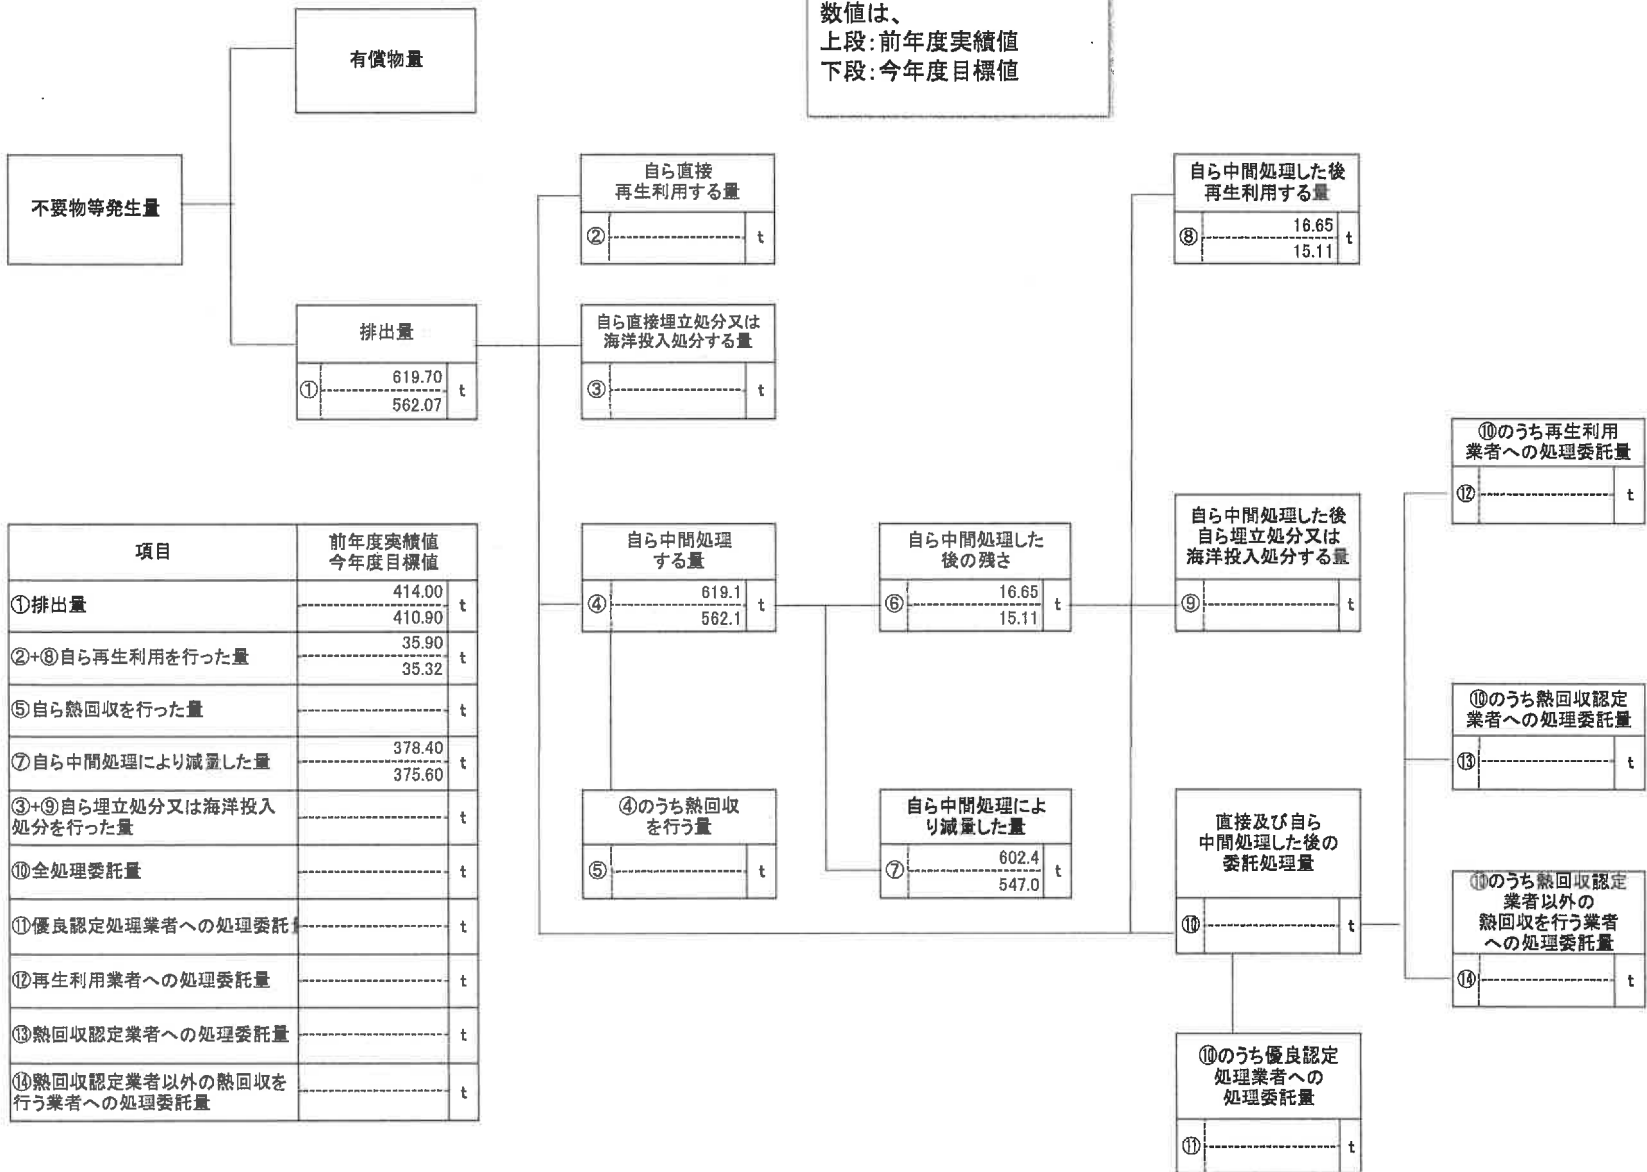 有償物量
数値は、
上段:前年度実績値
下段:今年度目標値
不要物等発生量
自ら直接
再生利用する量
② t
自ら中間処理した後
再生利用する量
⑧ 16.65 t
15.11
排出量
① 619.70 t
562.07
自ら直接埋立処分又は
海洋投入処分する量
③ t
⑩のうち再生利用
業者への処理委託量
⑫ t
自ら中間処理
する量
④ 619.1 t
562.1
自ら中間処理した
後の残さ
⑥ 16.65 t
15.11
自ら中間処理した後
自ら埋立処分又は
海洋投入処分する量
⑨ t
⑩のうち熱回収認定
業者への処理委託量
⑬ t
④のうち熱回収
を行う量
⑤ t
自ら中間処理によ
り減量した量
⑦ 602.4 t
547.0
直接及び自ら
中間処理した後の
委託処理量
⑩ t
⑩のうち熱回収認定
業者以外の
熱回収を行う業者
への処理委託量
⑭ t
⑩のうち優良認定
処理業者への
処理委託量
⑪ t
項目 前年度実績値
今年度目標値
①排出量 414.00 t
410.90
②+⑧自ら再生利用を行った量 35.90 t
35.32
⑤自ら熱回収を行った量 t
⑦自ら中間処理により減量した量 378.40 t
375.60
③+⑨自ら埋立処分又は海洋投入
処分を行った量 t
⑩全処理委託量 t
⑪優良認定処理業者への処理委託 t
⑫再生利用業者への処理委託量 t
⑬熱回収認定業者への処理委託量 t
⑭熱回収認定業者以外の熱回収を
行う業者への処理委託量 t